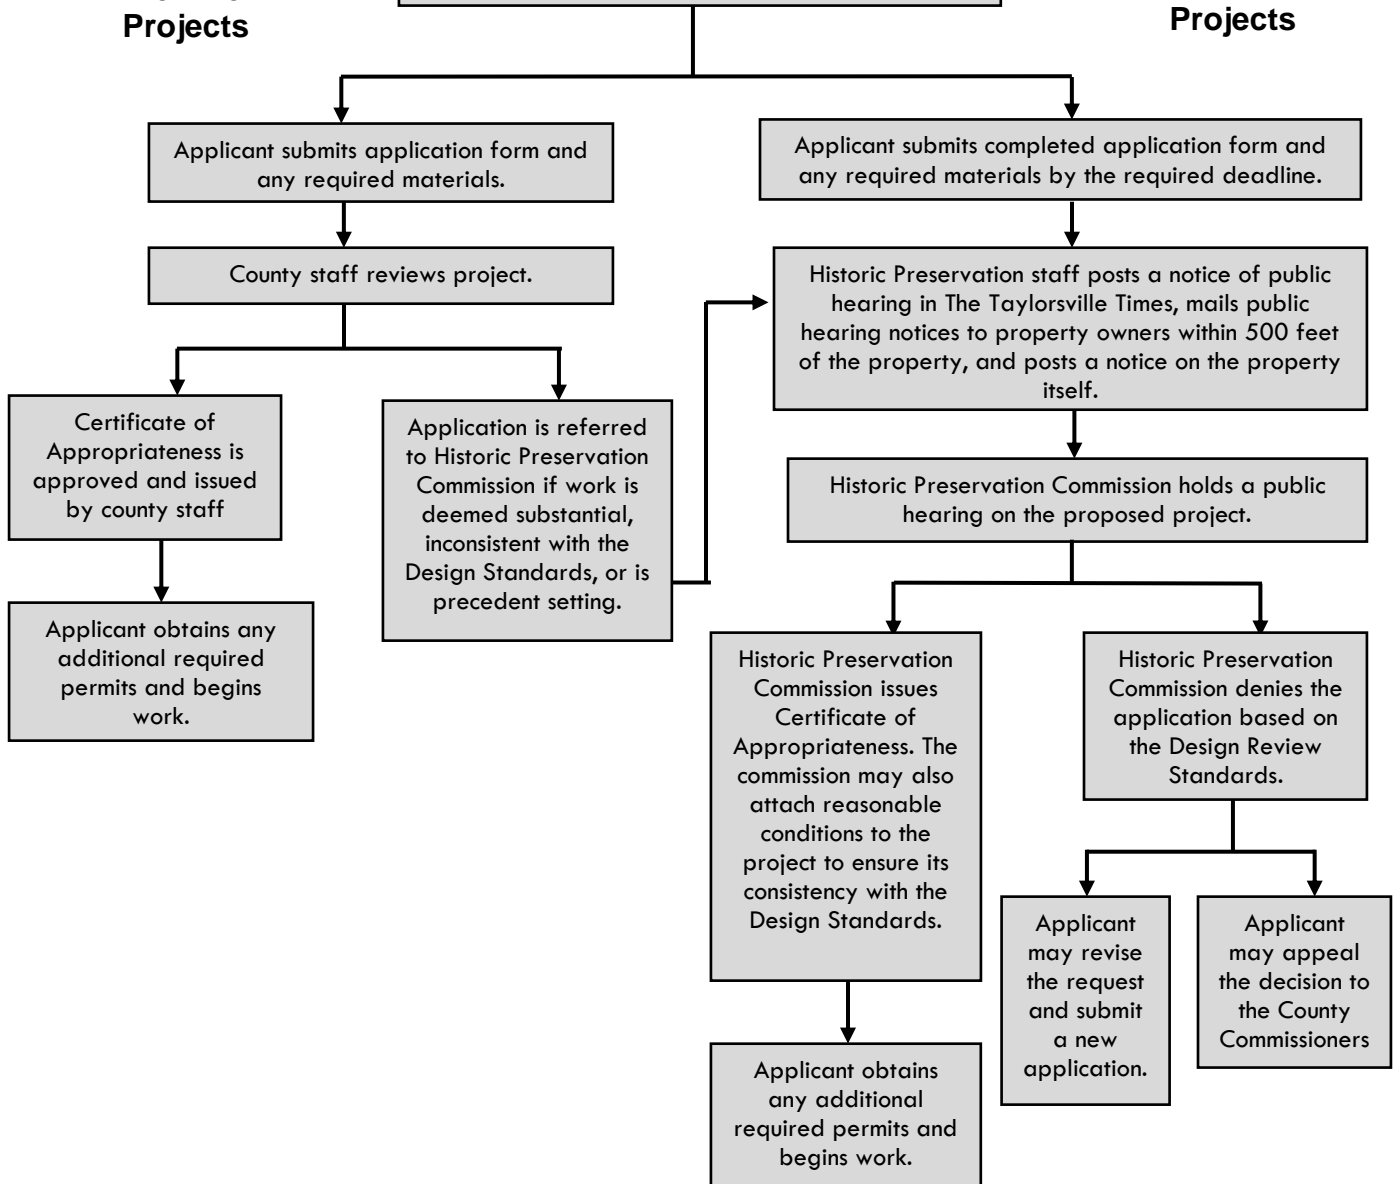 Projects
Projects
Applicant submits application form and
any required materials.
County staff reviews project.
Certificate of
Appropriateness is
approved and issued
by county staff
Applicant obtains any
additional required
permits and begins
work.
Application is referred
to Historic Preservation
Commission if work is
deemed substantial,
inconsistent with the
Design Standards, or is
precedent setting.
Applicant submits completed application form and
any required materials by the required deadline.
Historic Preservation staff posts a notice of public
hearing in The Taylorsville Times, mails public
hearing notices to property owners within 500 feet
of the property, and posts a notice on the property
itself.
Historic Preservation Commission holds a public
hearing on the proposed project.
Historic Preservation
Commission issues
Certificate of
Appropriateness. The
commission may also
attach reasonable
conditions to the
project to ensure its
consistency with the
Design Standards.
Applicant obtains
any additional
required permits and
begins work.
Historic Preservation
Commission denies the
application based on
the Design Review
Standards.
Applicant
may revise
the request
and submit
a new
application.
Applicant
may appeal
the decision to
the County
Commissioners